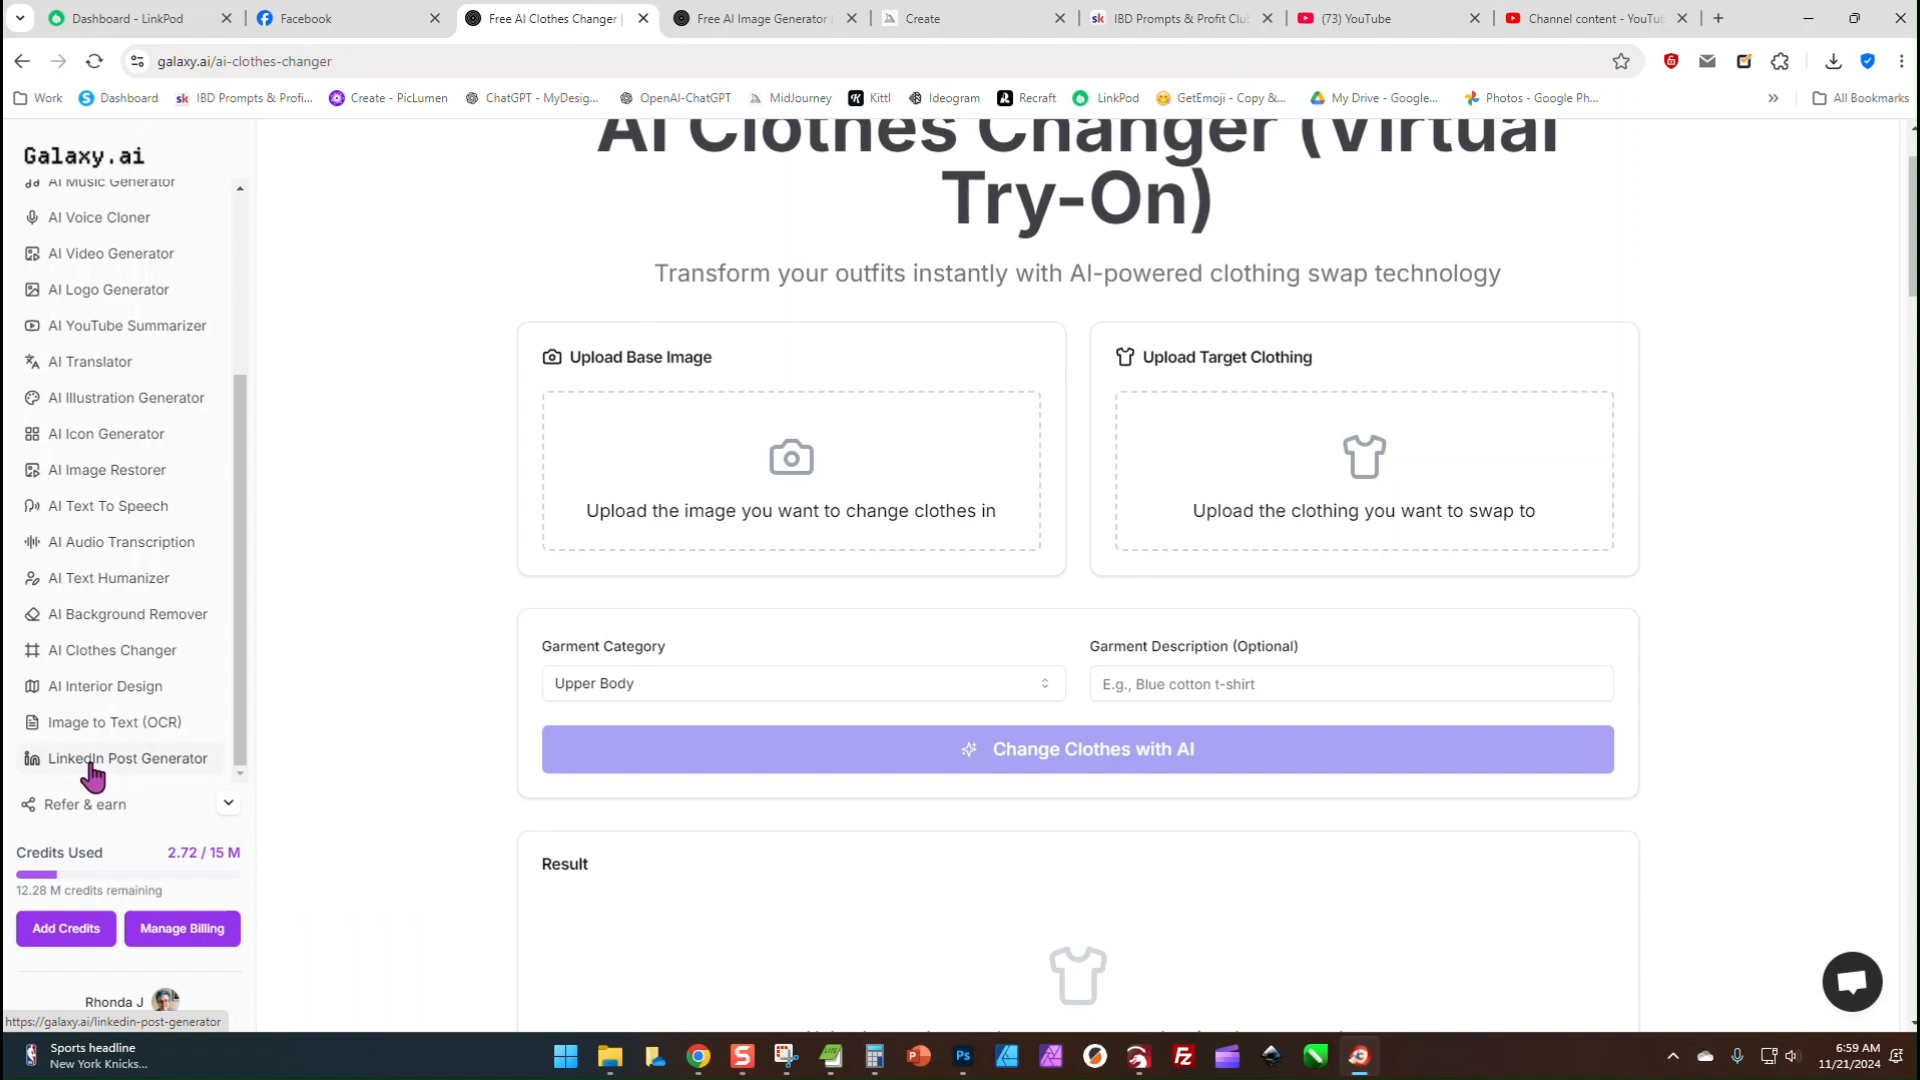 Dashboard - LinkPod
Facebook
Free AI Clothes Changer |
Free AI Image Generator
Create
IBD Prompts & Profit Clu
(73) YouTube
Channel content - YouTu
galaxy.ai/ai-clothes-changer
Work
Dashboard
IBD Prompts & Profi...
Create - PicLumen
ChatGPT - MyDesig...
OpenAI-ChatGPT
MidJourney
Kittl
Ideogram
Recraft
LinkPod
GetEmoji - Copy &...
My Drive - Google...
Photos - Google Ph...
All Bookmarks
Galaxy.ai
AI Music Generator
AI Voice Cloner
AI Video Generator
AI Logo Generator
AI YouTube Summarizer
AI Translator
AI Illustration Generator
AI Icon Generator
AI Image Restorer
AI Text To Speech
AI Audio Transcription
AI Text Humanizer
AI Background Remover
AI Clothes Changer
AI Interior Design
Image to Text (OCR)
LinkedIn Post Generator
Refer & earn
Credits Used 2.72 / 15 M
12.28 M credits remaining
Add Credits
Manage Billing
Rhonda J
https://galaxy.ai/linkedin-post-generator
AI Clothes Changer (Virtual
Try-On)
Transform your outfits instantly with AI-powered clothing swap technology
Upload Base Image
Upload the image you want to change clothes in
Upload Target Clothing
Upload the clothing you want to swap to
Garment Category
Upper Body
Garment Description (Optional)
E.g., Blue cotton t-shirt
Change Clothes with AI
Result
Sports headline
New York Knicks...
6:59 AM
11/21/2024